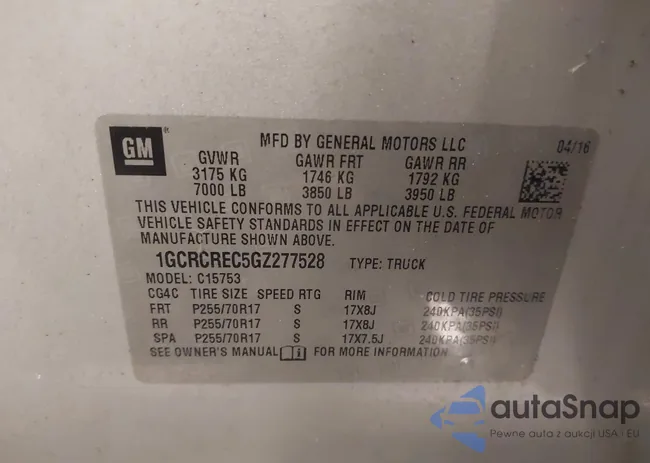 GM
MFD BY GENERAL MOTORS LLC 04/16
GVWR GAWR FRT GAWR RR
3175 KG 1746 KG 1792 KG
7000 LB 3850 LB 3950 LB
THIS VEHICLE CONFORMS TO ALL APPLICABLE U.S. FEDERAL MOTOR
VEHICLE SAFETY STANDARDS IN EFFECT ON THE DATE OF
MANUFACTURE SHOWN ABOVE.
1GCRCREC5GZ277528 TYPE: TRUCK
MODEL: C15753
CG4C TIRE SIZE SPEED RTG RIM COLD TIRE PRESSURE
FRT P255/70R17 S 17X8J 240KPA(35PSI)
RR P255/70R17 S 17X8J 240KPA(35PSI)
SPA P255/70R17 S 17X7.5J 240KPA(35PSI)
SEE OWNER'S MANUAL FOR MORE INFORMATION
autaSnap
Pewne auta z aukcji USA i EU